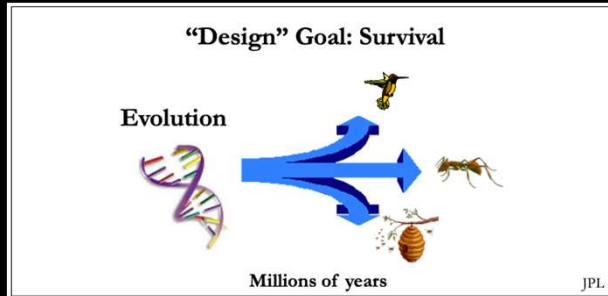 “Design” Goal: Survival
Evolution
Millions of years
JPL